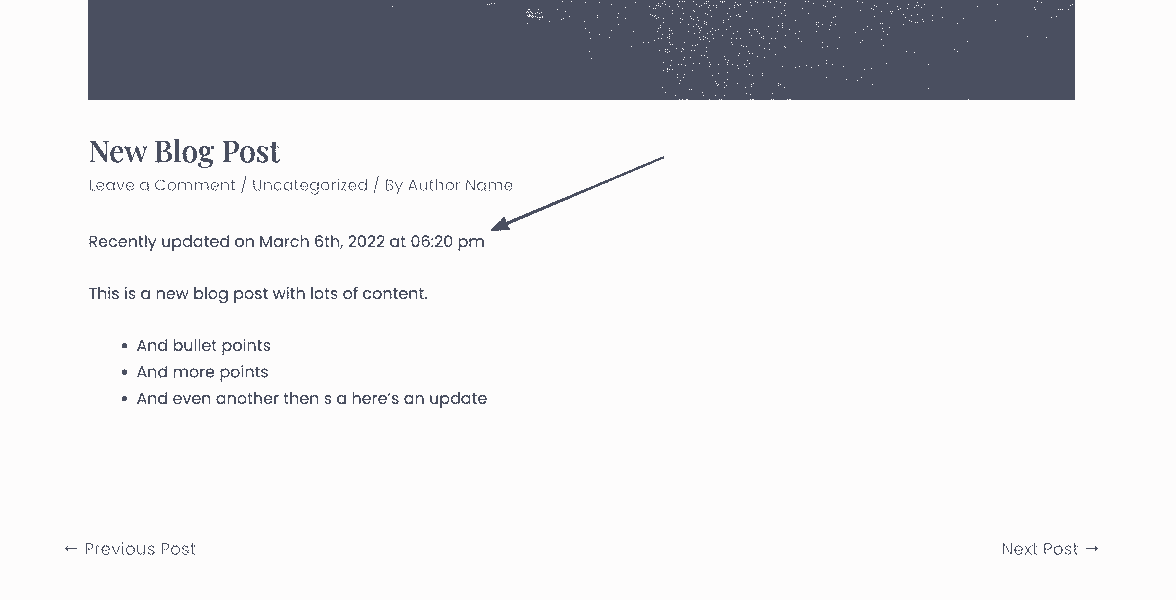 New Blog Post
Leave a Comment / Uncategorized / By Author Name
Recently updated on March 6th, 2022 at 06:20 pm
This is a new blog post with lots of content.
• And bullet points
• And more points
• And even another then s a here's an update
← Previous Post
Next Post →